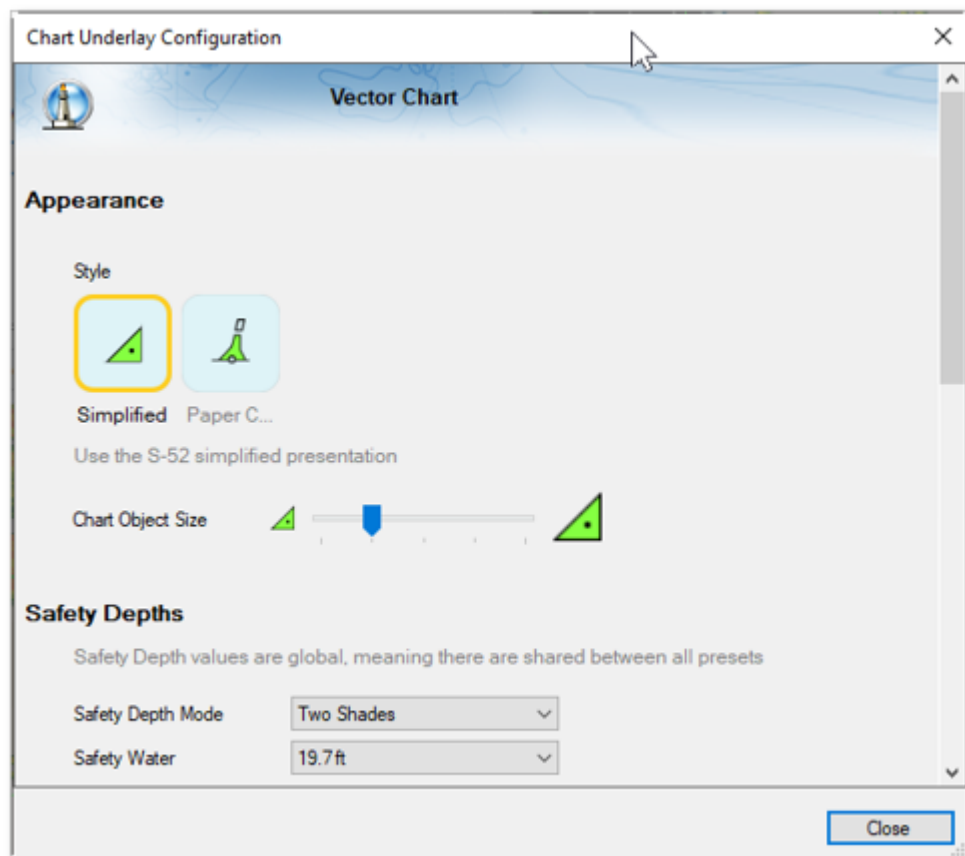 Chart Underlay Configuration
Vector Chart
Appearance
Style
Simplified Paper C...
Use the S-52 simplified presentation
Chart Object Size
Safety Depths
Safety Depth values are global, meaning there are shared between all presets
Safety Depth Mode Two Shades
Safety Water 19.7ft
Close